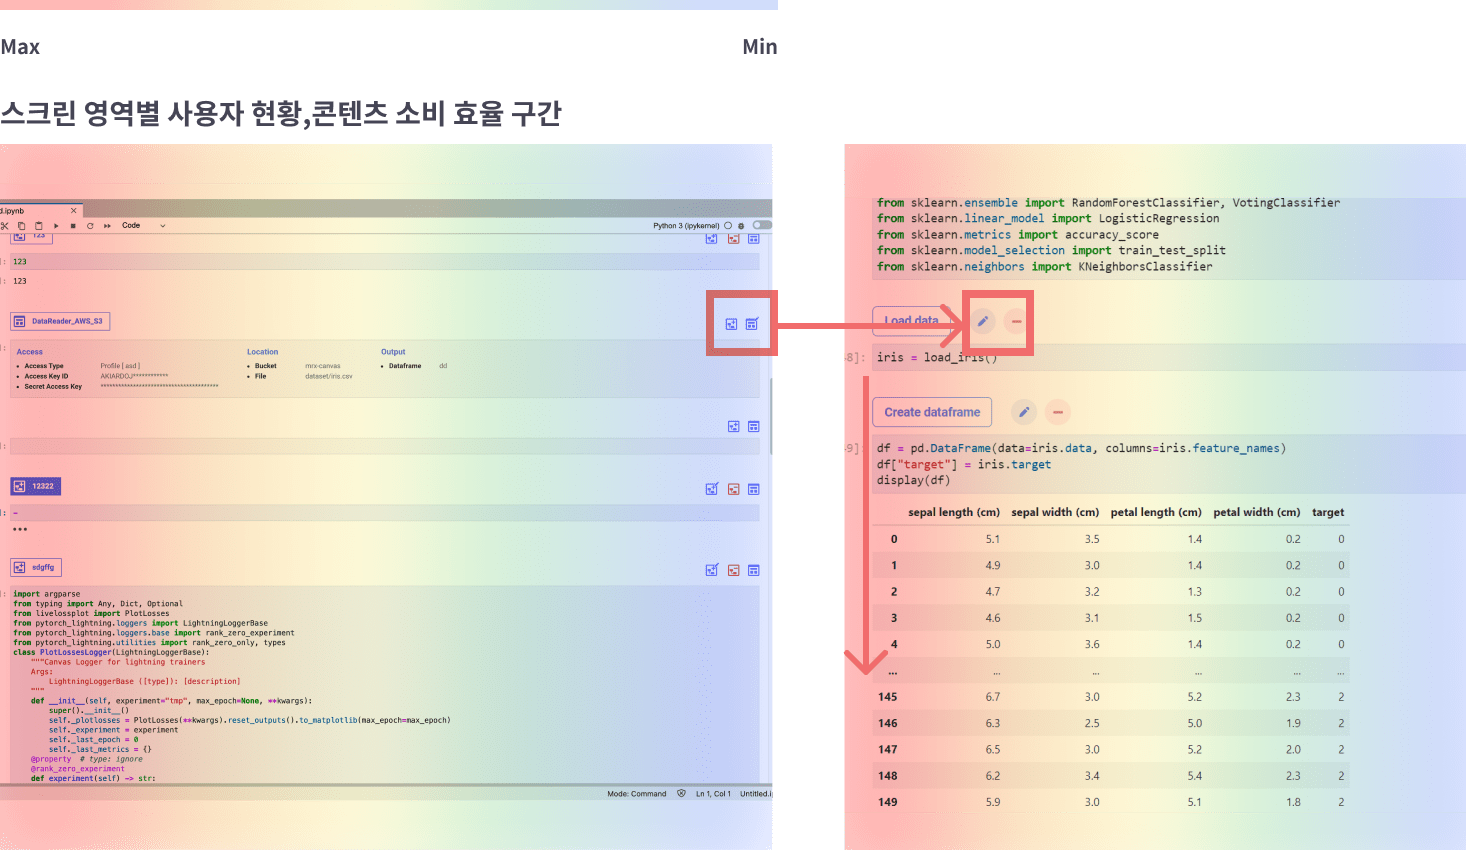 Max
Min
스크린 영역별 사용자 현황,콘텐츠 소비 효율 구간
d.ipynb
Code
Python 3 (ipykernel)
123
123
123
DataReader_AWS_S3
Access
Access Type Profile [ asd ]
Access Key ID AKIARDOJ************
Location
Bucket mrx-canvas
File dataset/iris.csv
Output
Dataframe dd
Secret Access Key
12322
-
•••
sdgffg
import argparse
from typing import Any, Dict, Optional
from livelossplot import PlotLosses
from pytorch_lightning.loggers import LightningLoggerBase
from pytorch_lightning.loggers.base import rank_zero_experiment
from pytorch_lightning.utilities import rank_zero_only, types
class PlotLossesLogger(LightningLoggerBase):
"""Canvas Logger for lightning trainers
Args:
LightningLoggerBase ([type]): [description]
"""
def __init__(self, experiment="tmp", max_epoch=None, **kwargs):
super().__init__()
self._plotlosses = PlotLosses(**kwargs).reset_outputs().to_matplotlib(max_epoch=max_epoch)
self._experiment = experiment
self._last_epoch = 0
self._last_metrics = {}
@property # type: ignore
@rank_zero_experiment
def experiment(self) -> str:
Mode: Command Ln 1, Col 1 Untitled.i
from sklearn.ensemble import RandomForestClassifier, VotingClassifier
from sklearn.linear_model import LogisticRegression
from sklearn.metrics import accuracy_score
from sklearn.model_selection import train_test_split
from sklearn.neighbors import KNeighborsClassifier
Load data
8]: iris = load_iris()
Create dataframe
9]: df = pd.DataFrame(data=iris.data, columns=iris.feature_names)
df["target"] = iris.target
display(df)
sepal length (cm) sepal width (cm) petal length (cm) petal width (cm) target
0 5.1 3.5 1.4 0.2 0
1 4.9 3.0 1.4 0.2 0
2 4.7 3.2 1.3 0.2 0
3 4.6 3.1 1.5 0.2 0
4 5.0 3.6 1.4 0.2 0
... ... ... ... ... ...
145 6.7 3.0 5.2 2.3 2
146 6.3 2.5 5.0 1.9 2
147 6.5 3.0 5.2 2.0 2
148 6.2 3.4 5.4 2.3 2
149 5.9 3.0 5.1 1.8 2